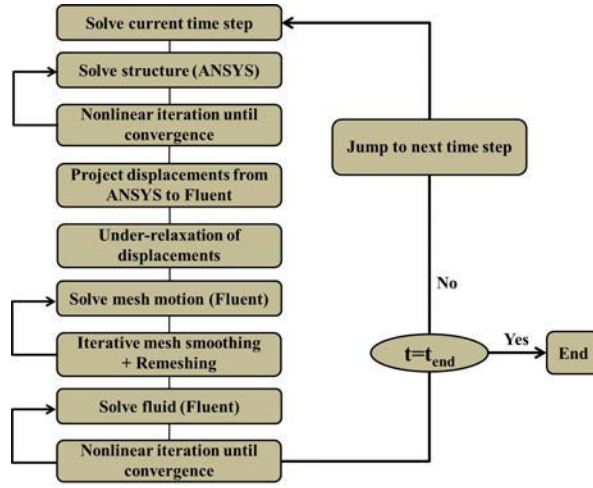 Solve current time step
Solve structure (ANSYS)
Nonlinear iteration until
convergence
Project displacements from
ANSYS to Fluent
Under-relaxation of
displacements
Solve mesh motion (Fluent)
Iterative mesh smoothing
+ Remeshing
Solve fluid (Fluent)
Nonlinear iteration until
convergence
Jump to next time step
No
t=tend
Yes
End